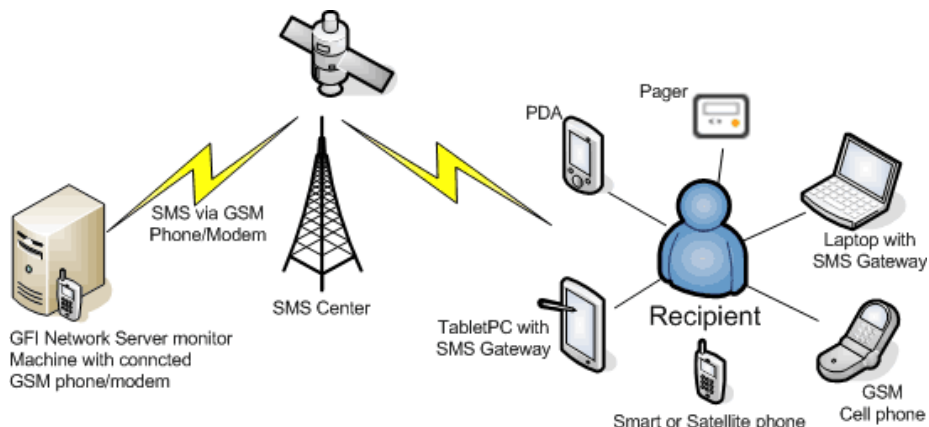 PDA
Pager
SMS via GSM
Phone/Modem
Laptop with
SMS Gateway
SMS Center
GFI Network Server monitor
Machine with conncted
GSM phone/modem
TabletPC with
SMS Gateway
Recipient
GSM
Cell phone
Smart or Satellite phone